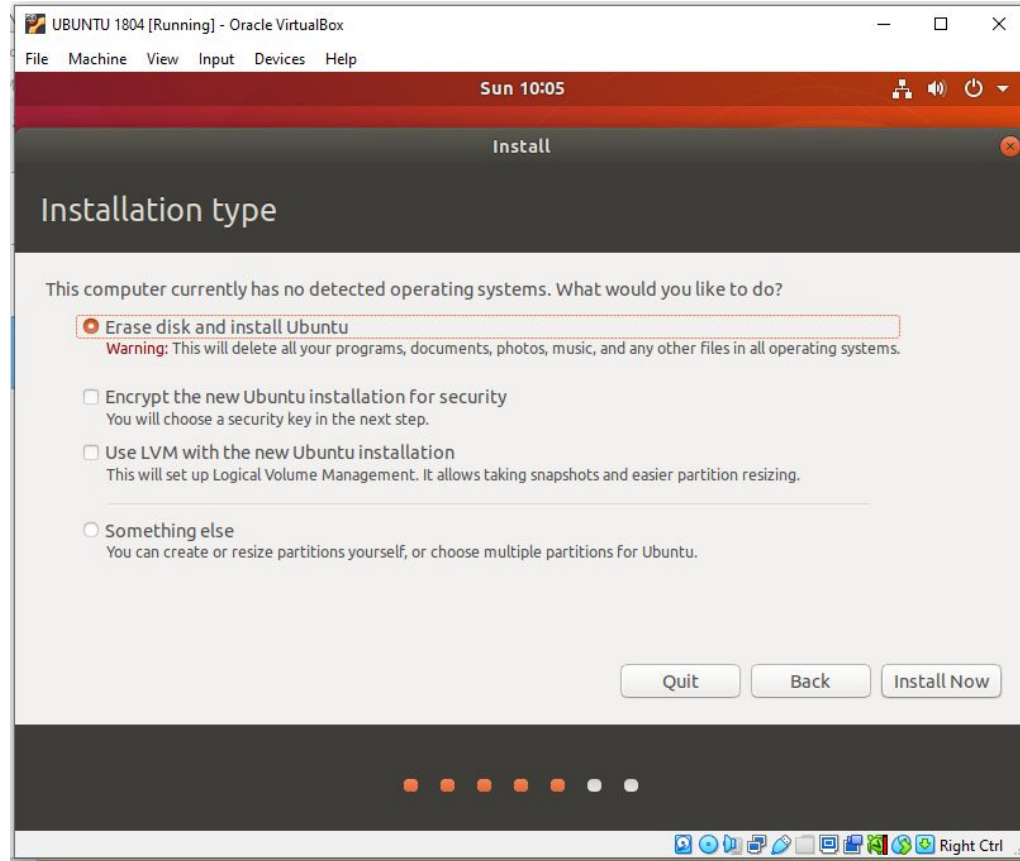 UBUNTU 1804 [Running] - Oracle VirtualBox
File Machine View Input Devices Help
Sun 10:05
Install
Installation type
This computer currently has no detected operating systems. What would you like to do?
Erase disk and install Ubuntu
Warning: This will delete all your programs, documents, photos, music, and any other files in all operating systems.
Encrypt the new Ubuntu installation for security
You will choose a security key in the next step.
Use LVM with the new Ubuntu installation
This will set up Logical Volume Management. It allows taking snapshots and easier partition resizing.
Something else
You can create or resize partitions yourself, or choose multiple partitions for Ubuntu.
Quit Back Install Now
Right Ctrl